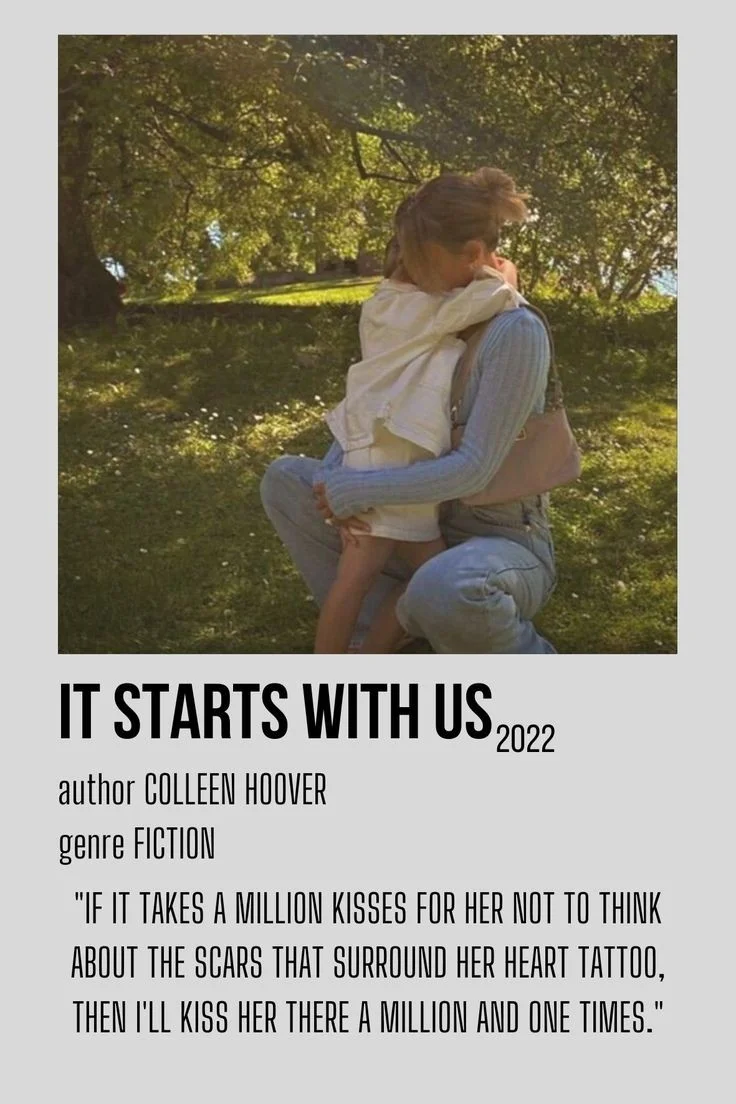 IT STARTS WITH US 2022
author COLLEEN HOOVER
genre FICTION
"IF IT TAKES A MILLION KISSES FOR HER NOT TO THINK
ABOUT THE SCARS THAT SURROUND HER HEART TATTOO,
THEN I'LL KISS HER THERE A MILLION AND ONE TIMES."